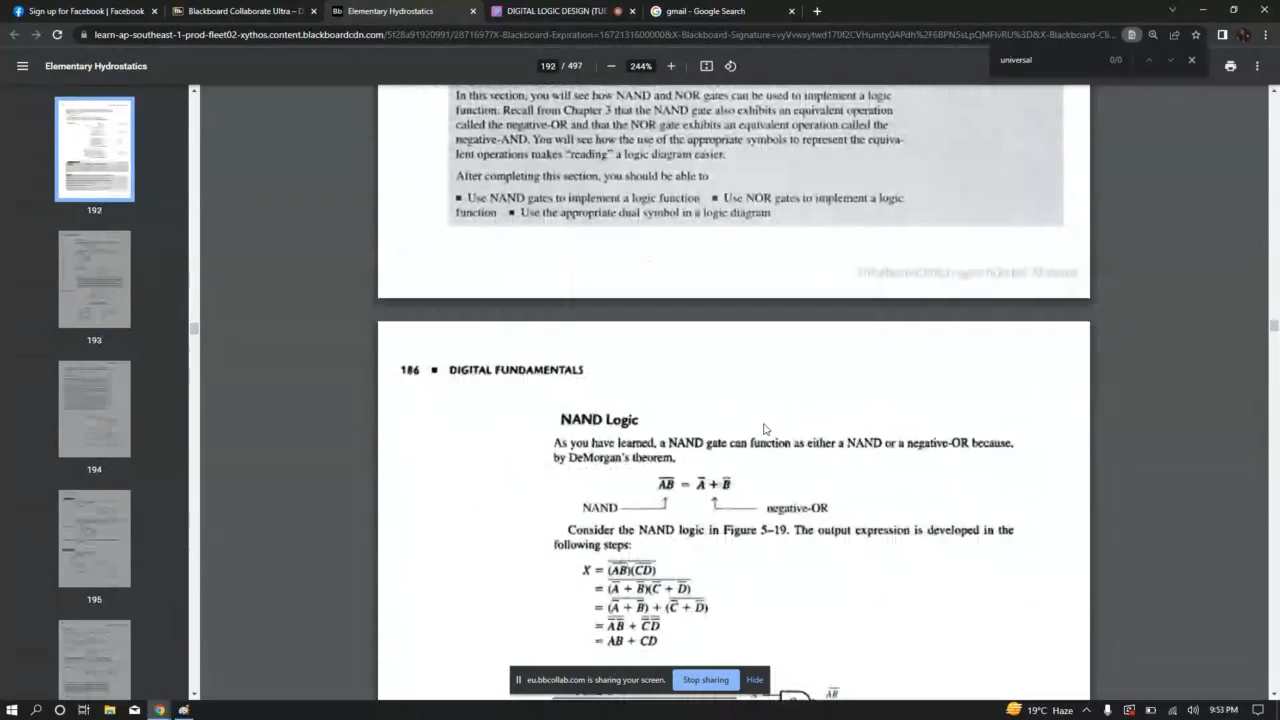 Sign up for Facebook | Facebook
Blackboard Collaborate Ultra – D
Elementary Hydrostatics
DIGITAL LOGIC DESIGN (TUE
gmail - Google Search
universal
0/0
Elementary Hydrostatics
192 / 497
244%
192
193
194
195
In this section, you will see how NAND and NOR gates can be used to implement a logic
function. Recall from Chapter 3 that the NAND gate also exhibits an equivalent operation
called the negative-OR and that the NOR gate exhibits an equivalent operation called the
negative-AND. You will see how the use of the appropriate symbols to represent the equiva-
lent operations makes "reading" a logic diagram easier.
After completing this section, you should be able to
■ Use NAND gates to implement a logic function ■ Use NOR gates to implement a logic
function ■ Use the appropriate dual symbol in a logic diagram
186 ■ DIGITAL FUNDAMENTALS
NAND Logic
As you have learned, a NAND gate can function as either a NAND or a negative-OR because,
by DeMorgan's theorem,
A̅B̅ = A̅ + B̅
NAND
negative-OR
Consider the NAND logic in Figure 5–19. The output expression is developed in the
following steps:
X = (AB)(CD)
= (A̅ + B̅)(C̅ + D̅)
= (A̅ + B̅) + (C̅ + D̅)
= A̅B̅ + C̅D̅
= AB + CD
eu.bbcollab.com is sharing your screen.
Stop sharing
Hide
19°C Haze
9:53 PM